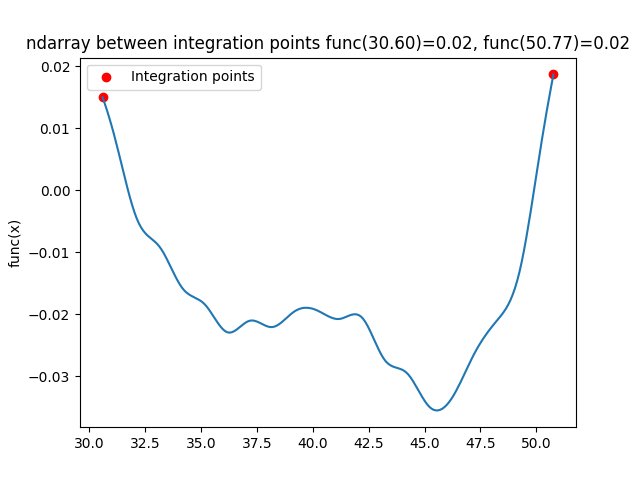 ndarray between integration points func(30.60)=0.02, func(50.77)=0.02
Integration points
func(x)
0.02
0.01
0.00
−0.01
−0.02
−0.03
30.0 32.5 35.0 37.5 40.0 42.5 45.0 47.5 50.0